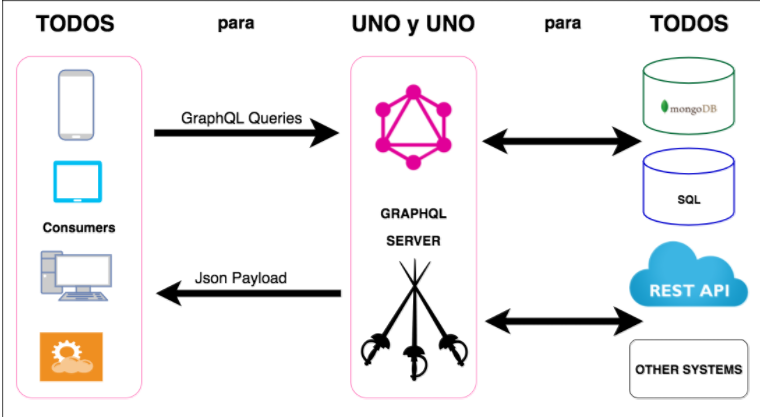 TODOS para UNO y UNO para TODOS
GraphQL Queries
mongoDB
SQL
Consumers
GRAPHQL
SERVER
Json Payload
REST API
OTHER SYSTEMS